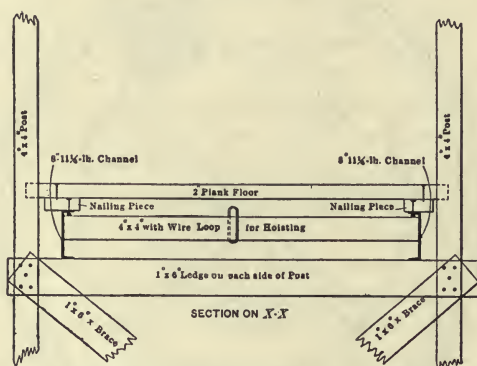 4" x 4" Post
4" x 4" Post
8" 11¼-lb. Channel
8" 11¼-lb. Channel
2" Plank Floor
Nailing Piece
Nailing Piece
4" x 4" with Wire Loop for Hoisting
1" x 6" Ledge on each side of Post
1" x 6" x Brace
1" x 6" x Brace
SECTION ON X-X